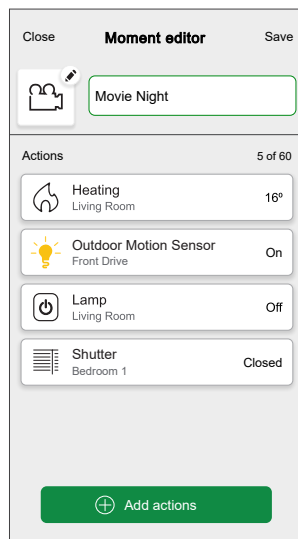 Close Moment editor Save
Movie Night
Actions 5 of 60
Heating
Living Room 16º
Outdoor Motion Sensor
Front Drive On
Lamp
Living Room Off
Shutter
Bedroom 1 Closed
Add actions